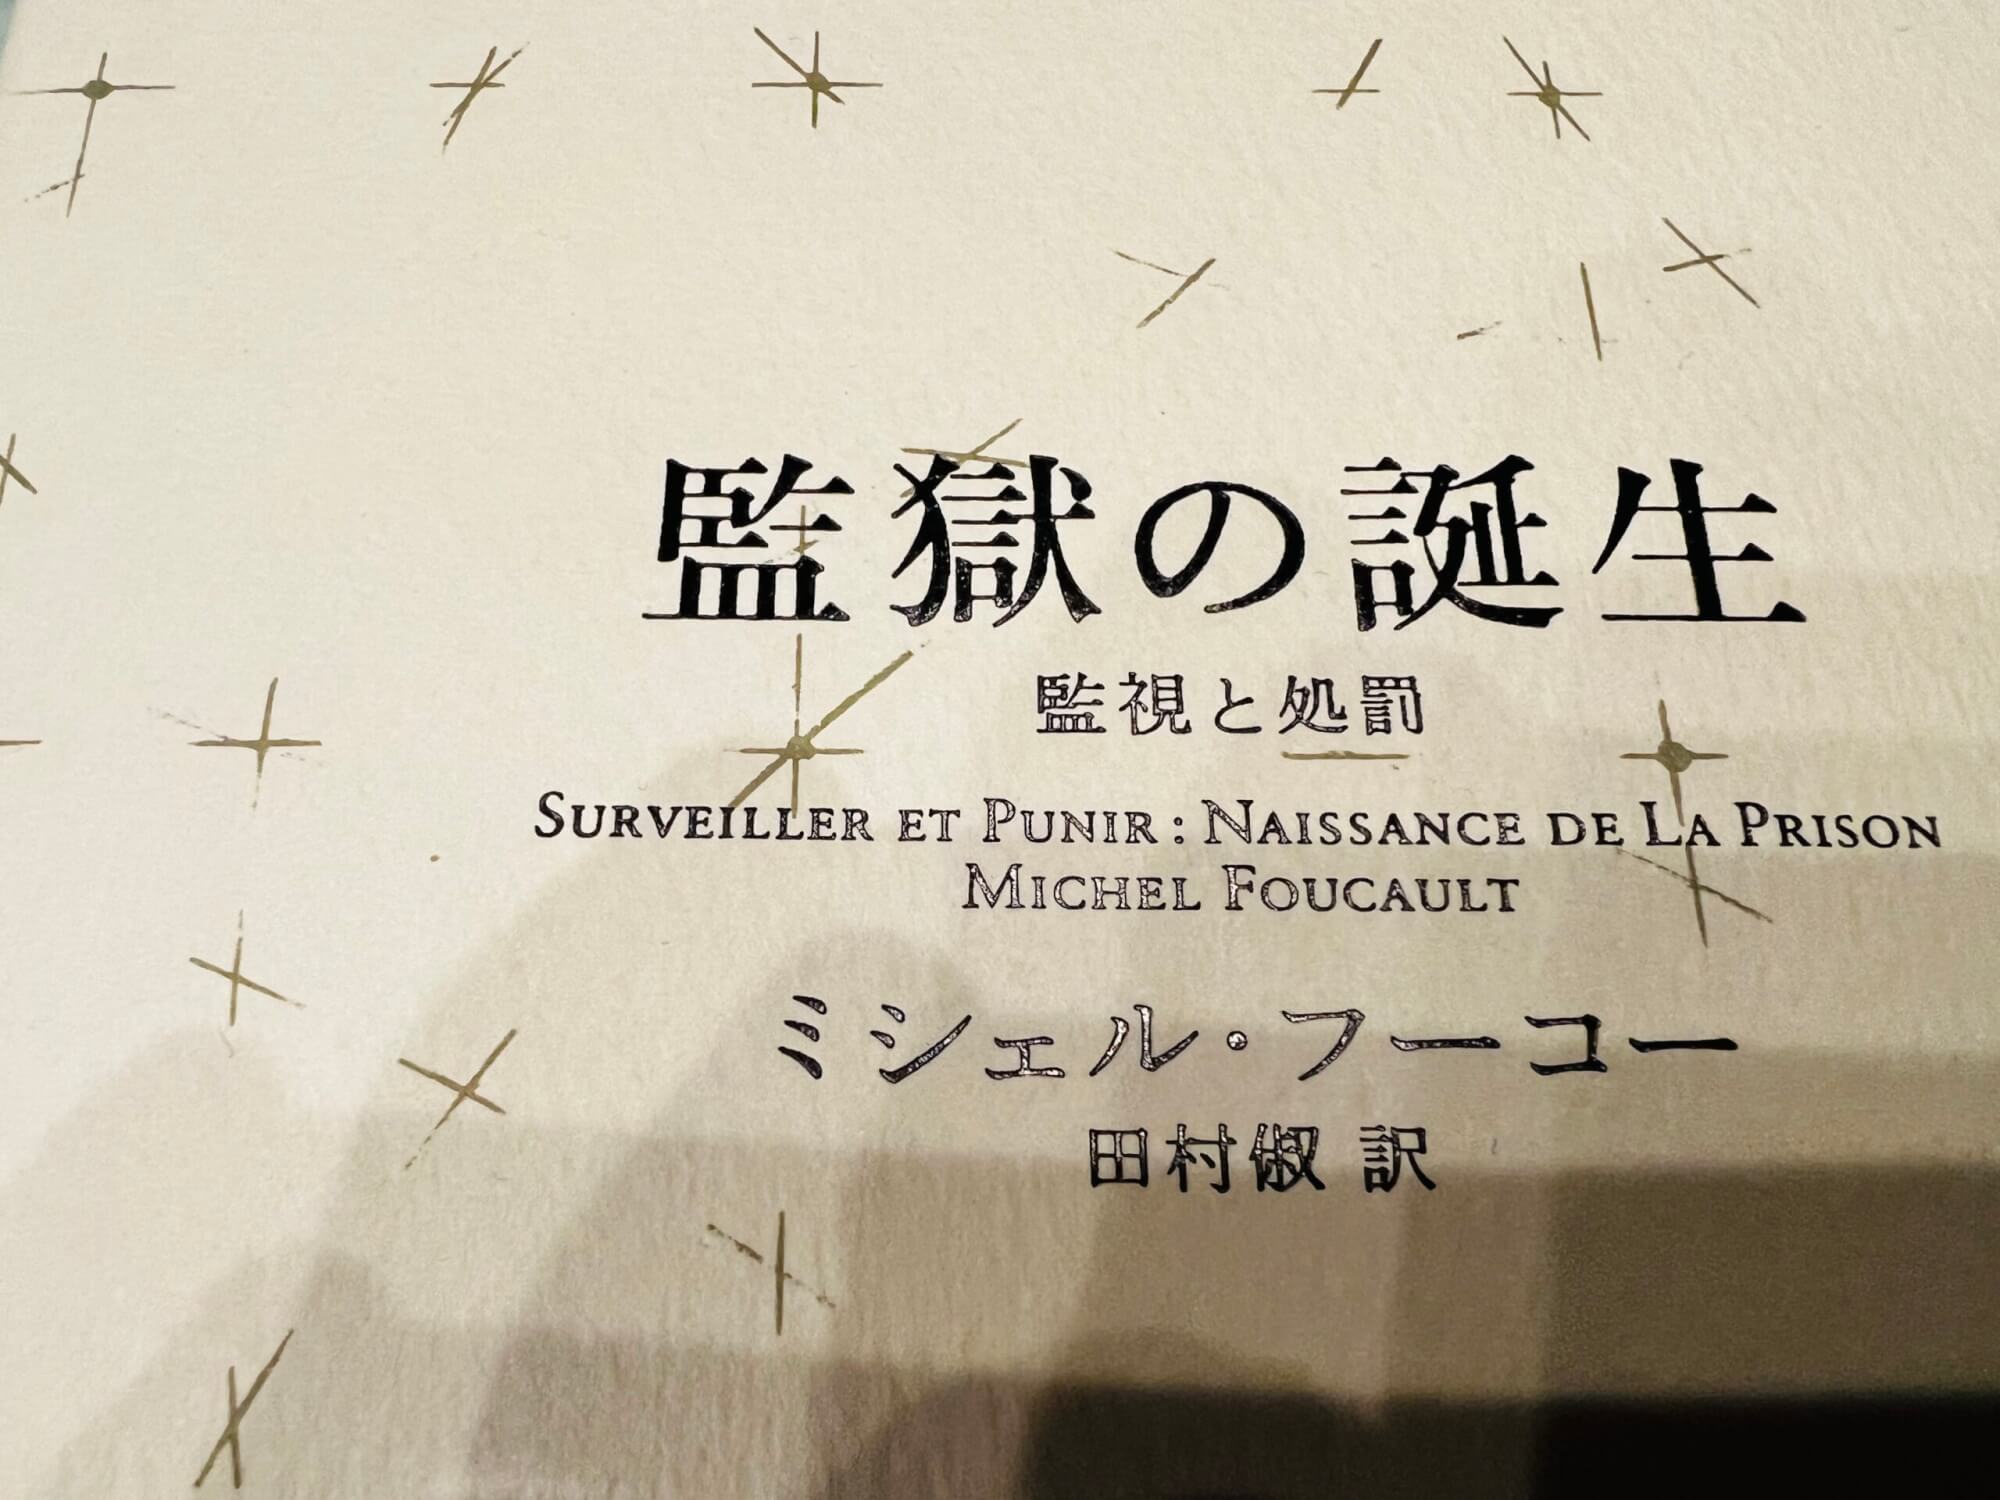 監獄の誕生
監視と処罰
SURVEILLER ET PUNIR : NAISSANCE DE LA PRISON
MICHEL FOUCAULT
ミシェル・フーコー
田村俶 訳